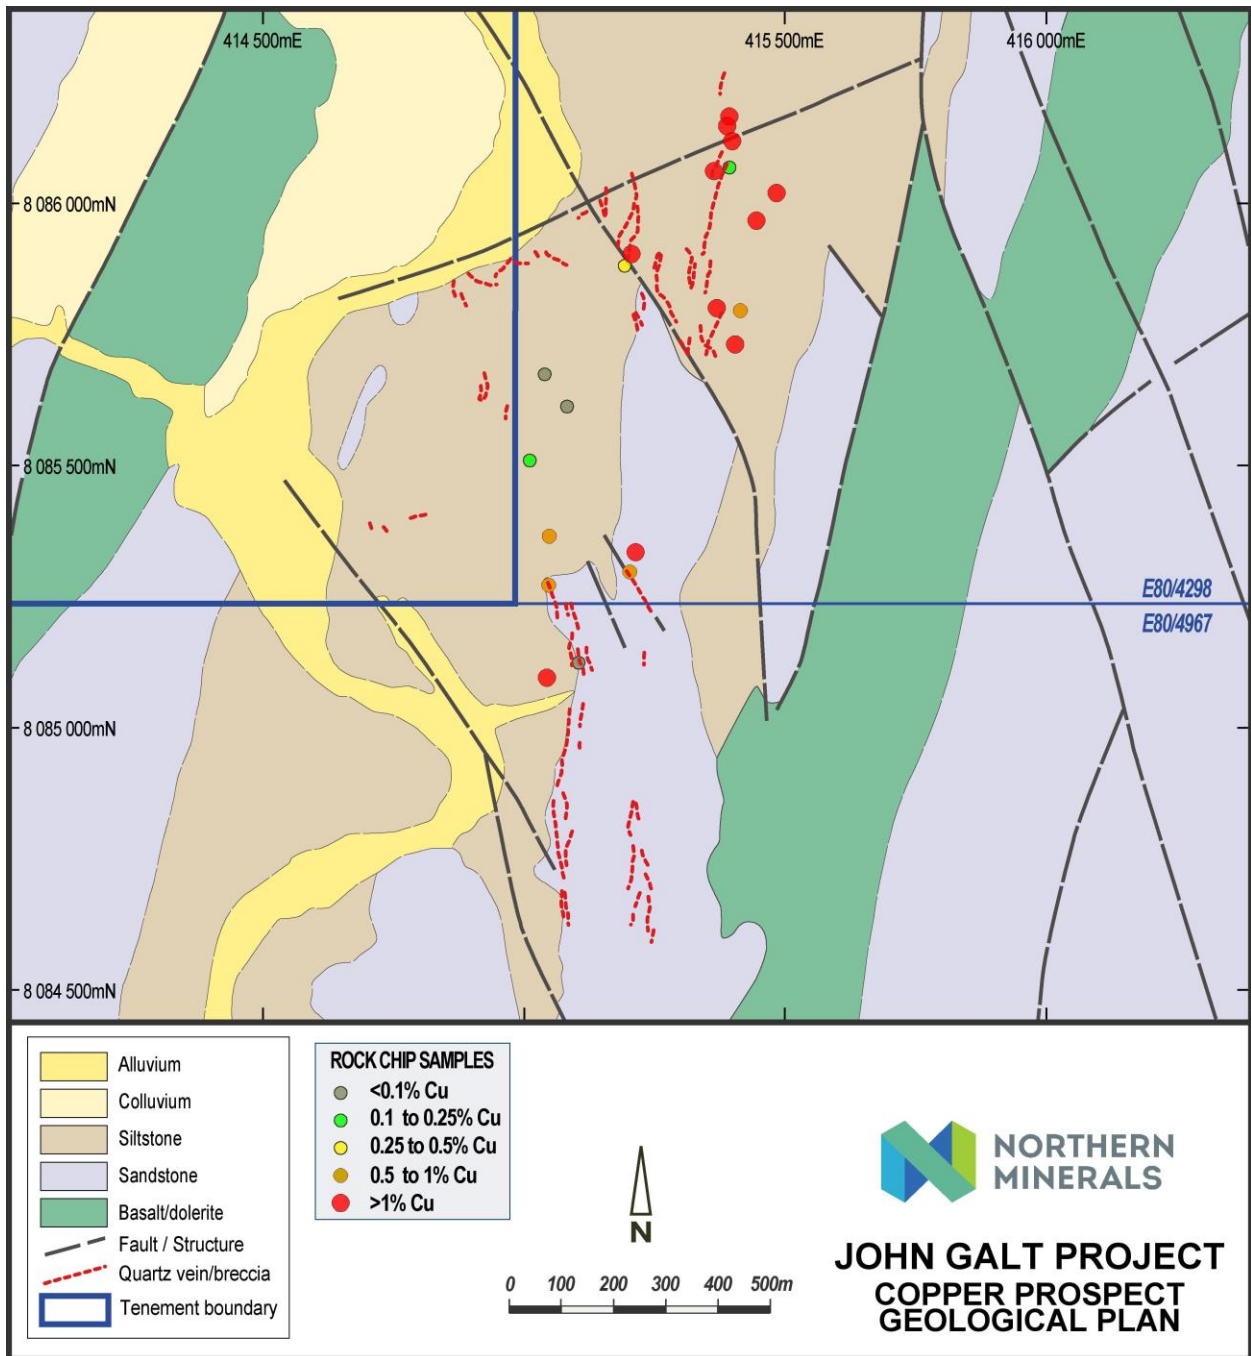 414 500mE
415 500mE
416 000mE
8 086 000mN
8 085 500mN
E80/4298
E80/4967
8 085 000mN
8 084 500mN
Alluvium
Colluvium
Siltstone
Sandstone
Basalt/dolerite
Fault / Structure
Quartz vein/breccia
Tenement boundary
ROCK CHIP SAMPLES
<0.1% Cu
0.1 to 0.25% Cu
0.25 to 0.5% Cu
0.5 to 1% Cu
>1% Cu
N
0 100 200 300 400 500m
NORTHERN
MINERALS
JOHN GALT PROJECT
COPPER PROSPECT
GEOLOGICAL PLAN